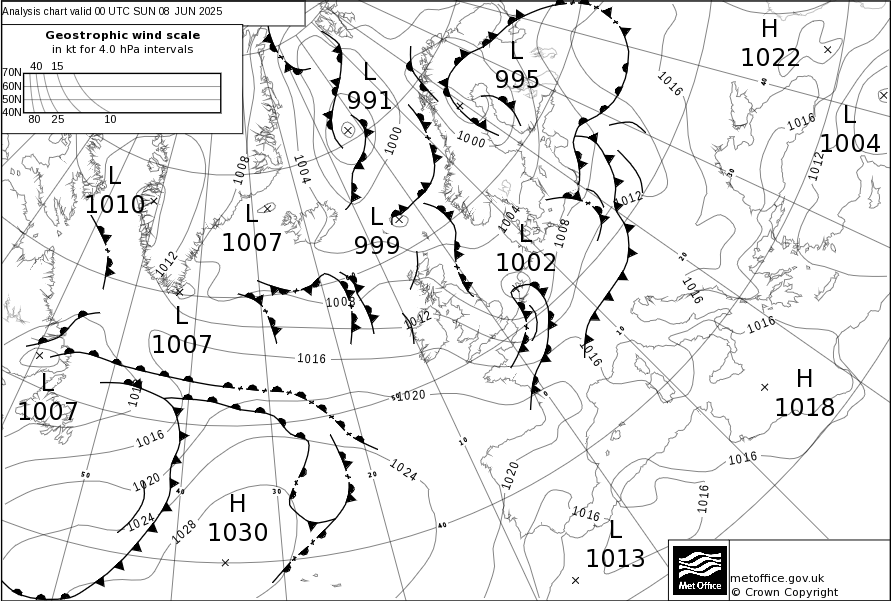 Analysis chart valid 00 UTC SUN 08 JUN 2025
Geostrophic wind scale
in kt for 4.0 hPa intervals
40 15
70N
60N
50N
40N
80 25 10
L
991
L
995
H
1022
L
1004
L
1010
L
1007
L
999
L
1002
L
1007
L
1007
H
1018
H
1030
L
1013
1016
1016
1012
1000
1000
1008
1004
1004
1008
1012
1012
1008
1012
1016
1016
1016
1016
1020
1016
1020
1024
1028
1024
1020
1016
1016
1016
50
40
30
20
10
40
50
0
10
20
30
40
Met Office
metoffice.gov.uk
© Crown Copyright